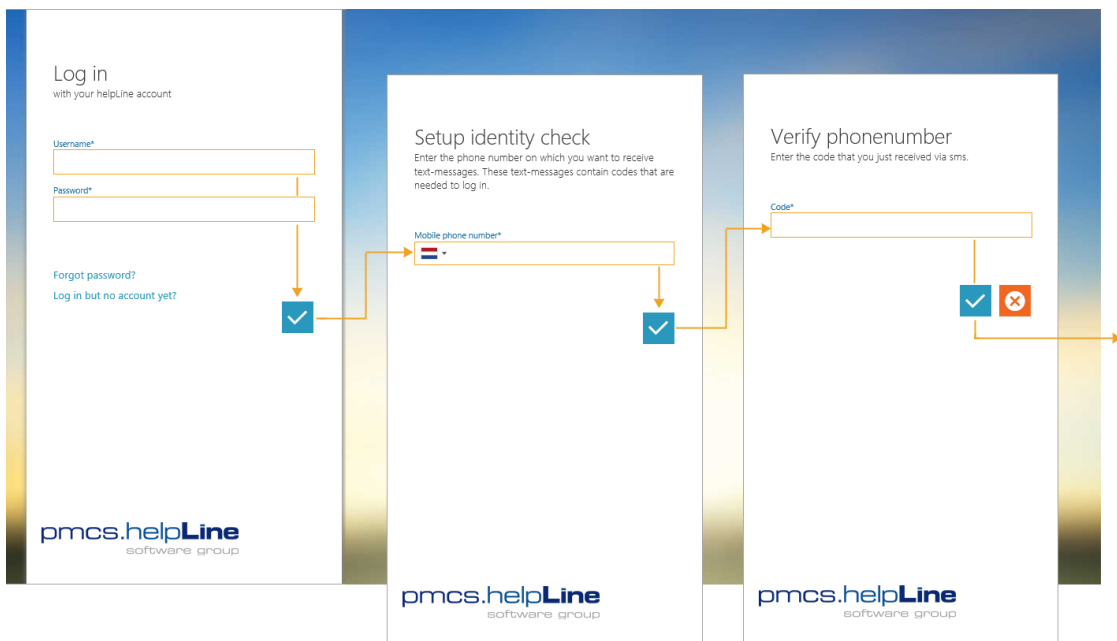 Log in
with your helpLine account
Username*
Password*
Forgot password?
Log in but no account yet?
pmcs.helpLine
software group
Setup identity check
Enter the phone number on which you want to receive
text-messages. These text-messages contain codes that are
needed to log in.
Mobile phone number*
pmcs.helpLine
software group
Verify phonenumber
Enter the code that you just received via sms.
Code*
pmcs.helpLine
software group